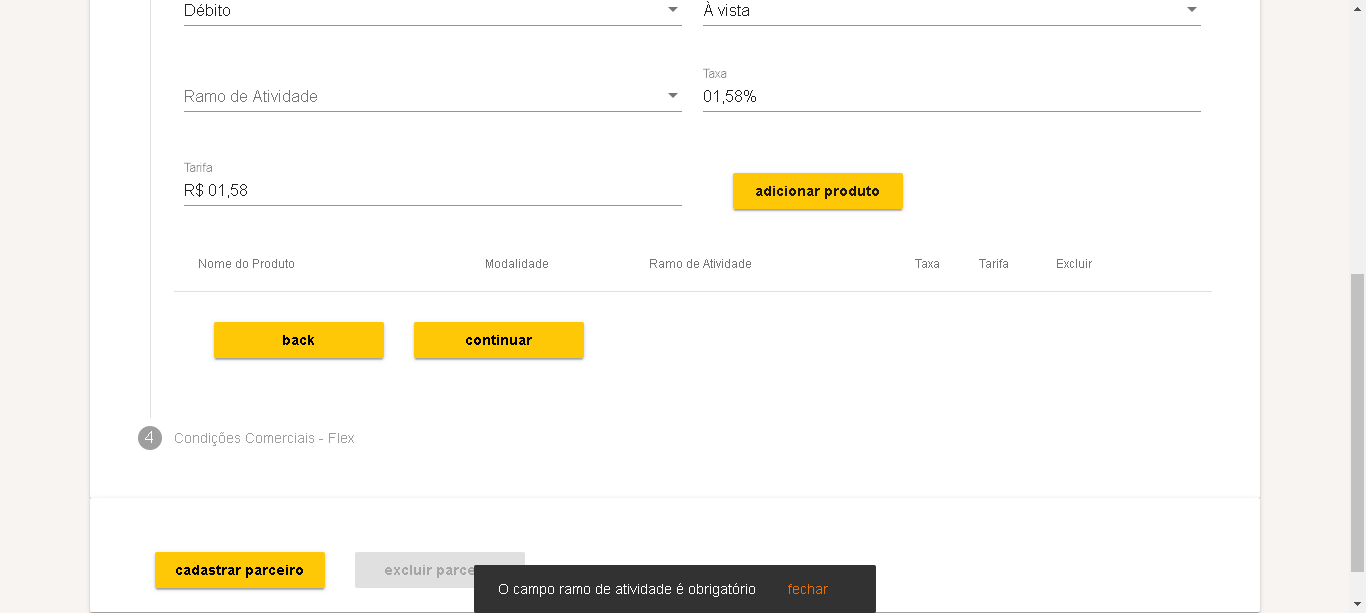 Débito À vista
Taxa
Ramo de Atividade 01,58%
Tarifa
R$ 01,58 adicionar produto
Nome do Produto Modalidade Ramo de Atividade Taxa Tarifa Excluir
back continuar
4 Condições Comerciais - Flex
cadastrar parceiro excluir parce
O campo ramo de atividade é obrigatório fechar